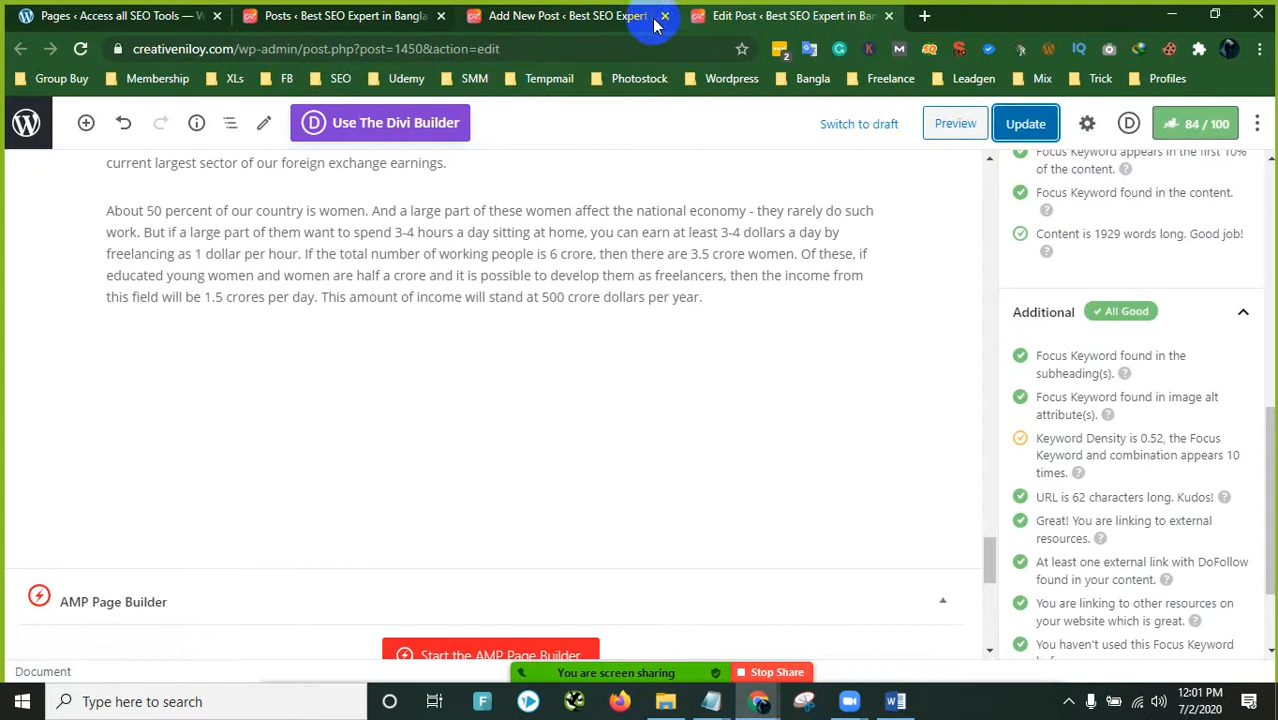 Pages ‹ Access all SEO Tools — W
Posts ‹ Best SEO Expert in Bangla
Add New Post ‹ Best SEO Expert
Edit Post ‹ Best SEO Expert in Ban
creativeniloy.com/wp-admin/post.php?post=1450&action=edit
Group Buy
Membership
XLs
FB
SEO
Udemy
SMM
Tempmail
Photostock
Wordpress
Bangla
Freelance
Leadgen
Mix
Trick
Profiles
Use The Divi Builder
Switch to draft
Preview
Update
84 / 100
current largest sector of our foreign exchange earnings.
About 50 percent of our country is women. And a large part of these women affect the national economy - they rarely do such
work. But if a large part of them want to spend 3-4 hours a day sitting at home, you can earn at least 3-4 dollars a day by
freelancing as 1 dollar per hour. If the total number of working people is 6 crore, then there are 3.5 crore women. Of these, if
educated young women and women are half a crore and it is possible to develop them as freelancers, then the income from
this field will be 1.5 crores per day. This amount of income will stand at 500 crore dollars per year.
Focus Keyword appears in the first 10%
of the content.
Focus Keyword found in the content.
Content is 1929 words long. Good job!
Additional
All Good
Focus Keyword found in the
subheading(s).
Focus Keyword found in image alt
attribute(s).
Keyword Density is 0.52, the Focus
Keyword and combination appears 10
times.
URL is 62 characters long. Kudos!
Great! You are linking to external
resources.
At least one external link with DoFollow
found in your content.
You are linking to other resources on
your website which is great.
You haven't used this Focus Keyword
AMP Page Builder
Start the AMP Page Builder
Document
You are screen sharing
Stop Share
Type here to search
12:01 PM
7/2/2020